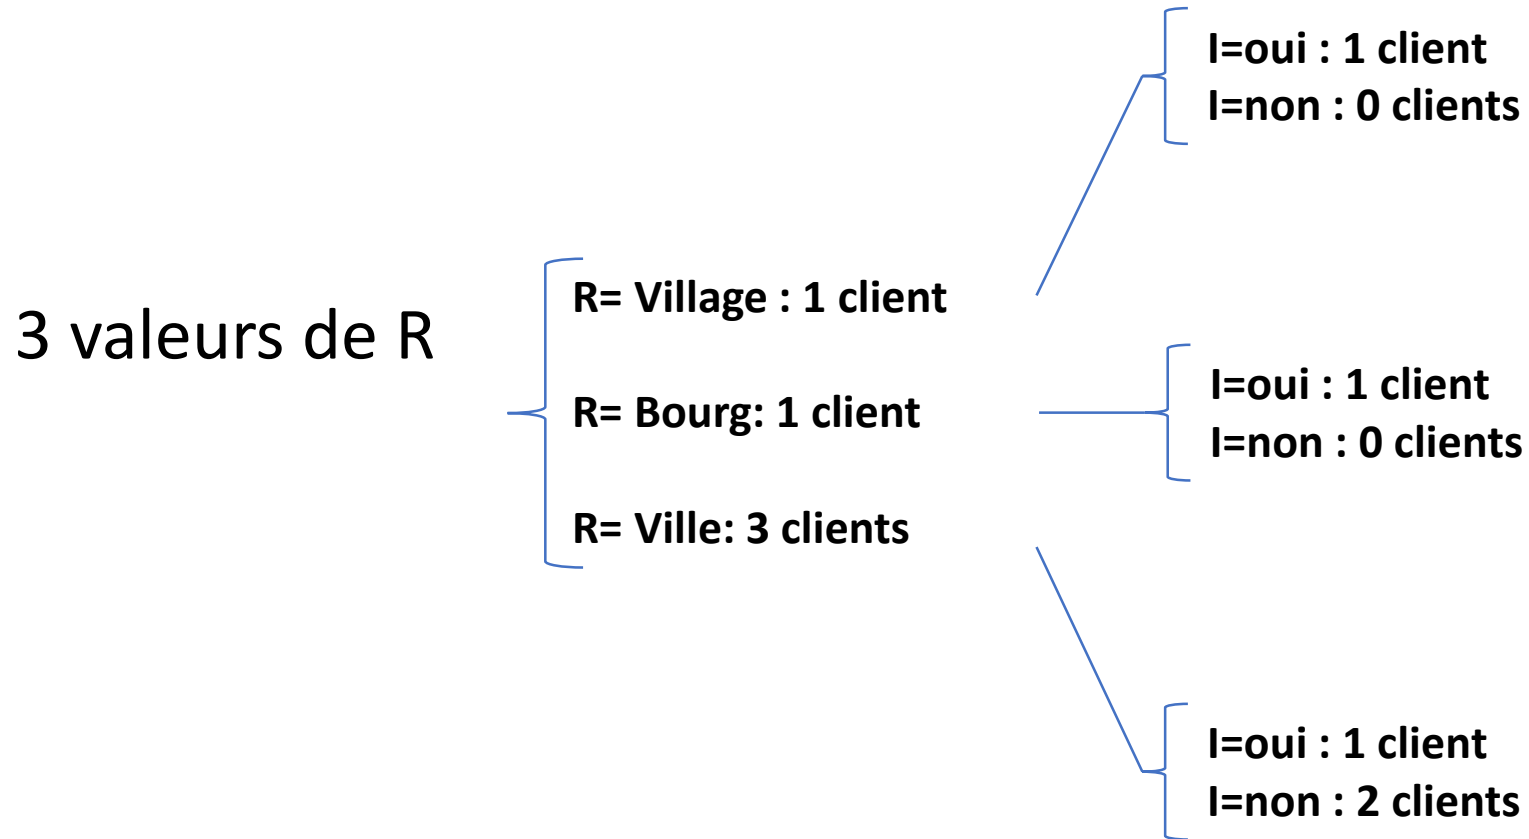 3 valeurs de R
R= Village : 1 client
R= Bourg: 1 client
R= Ville: 3 clients
I=oui : 1 client
I=non : 0 clients
I=oui : 1 client
I=non : 0 clients
I=oui : 1 client
I=non : 2 clients